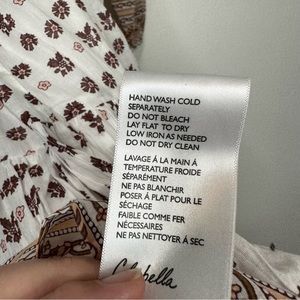 HAND WASH COLD
SEPARATELY
DO NOT BLEACH
LAY FLAT TO DRY
LOW IRON AS NEEDED
DO NOT DRY CLEAN
LAVAGE À LA MAIN À
TEMPÉRATURE FROIDE
SÉPARÉMENT
NE PAS BLANCHIR
PLACER À PLAT POUR LE
SÉCHAGE
FAIBLE COMME FER
NÉCESSAIRES
NE PAS NETTOYER À SEC